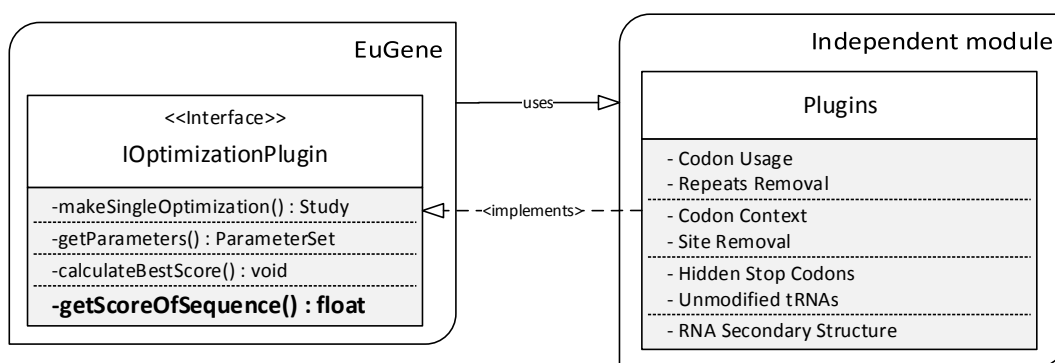 EuGene
<<Interface>>
IOptimizationPlugin
-makeSingleOptimization() : Study
-getParameters() : ParameterSet
-calculateBestScore() : void
-getScoreOfSequence() : float
uses
<implements>
Independent module
Plugins
- Codon Usage
- Repeats Removal
- Codon Context
- Site Removal
- Hidden Stop Codons
- Unmodified tRNAs
- RNA Secondary Structure